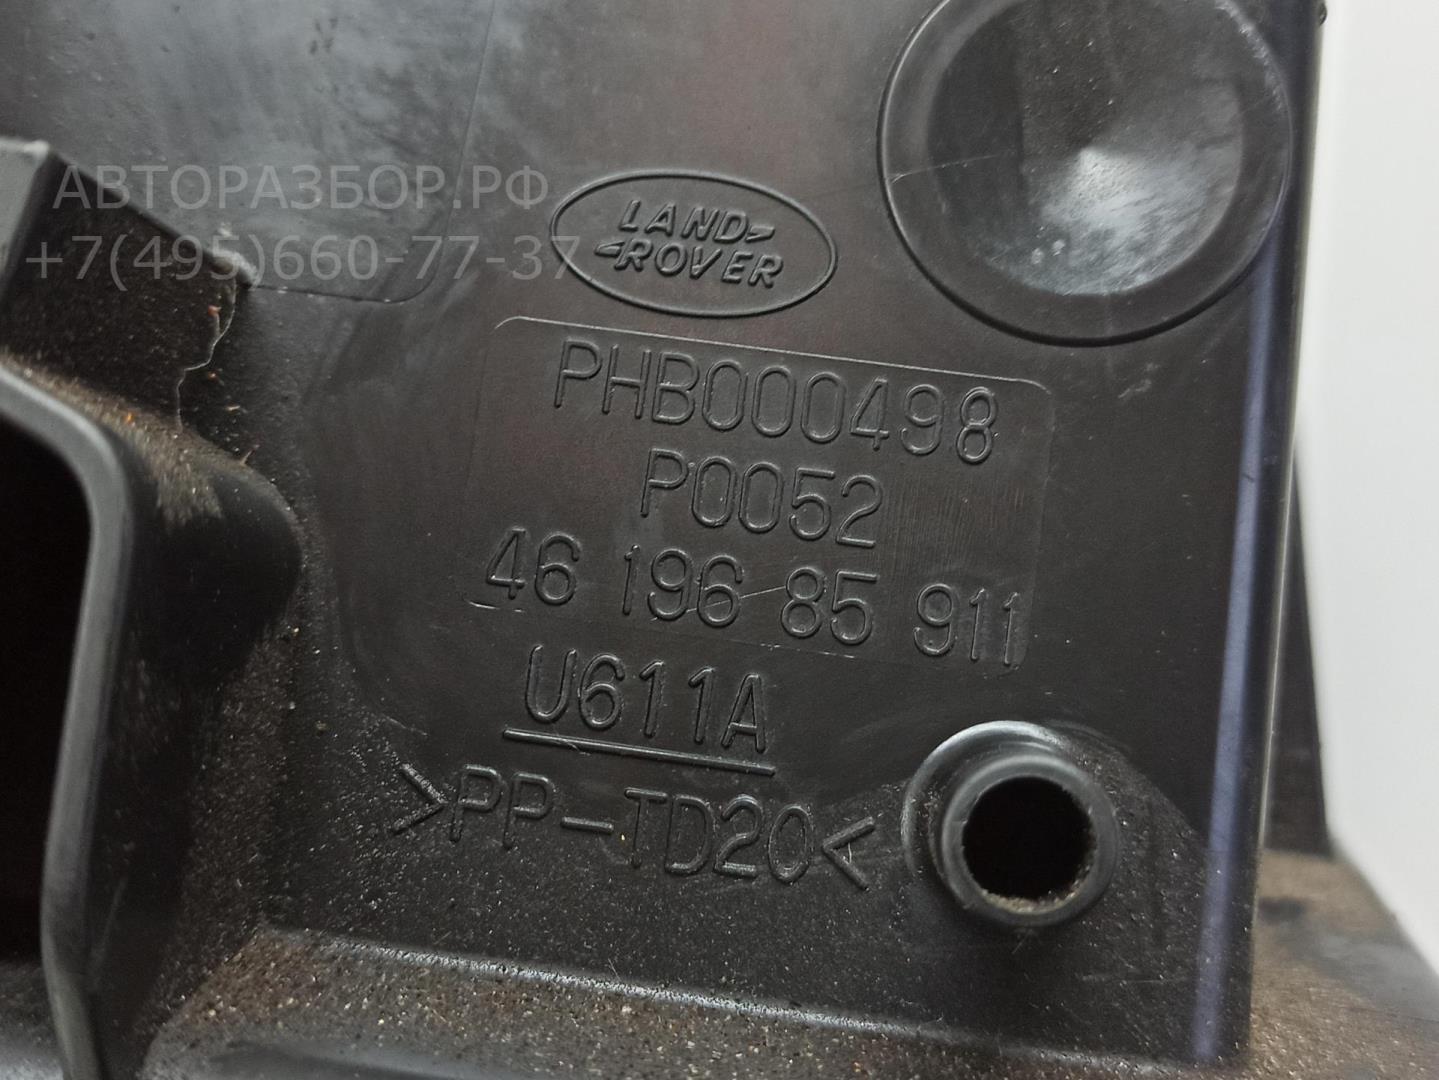 АВТОРАЗБОР.РФ
+7(495)660-77-37
LAND
ROVER
PHB000498
P0052
46 196 85 911
U611A
>PP-TD20<